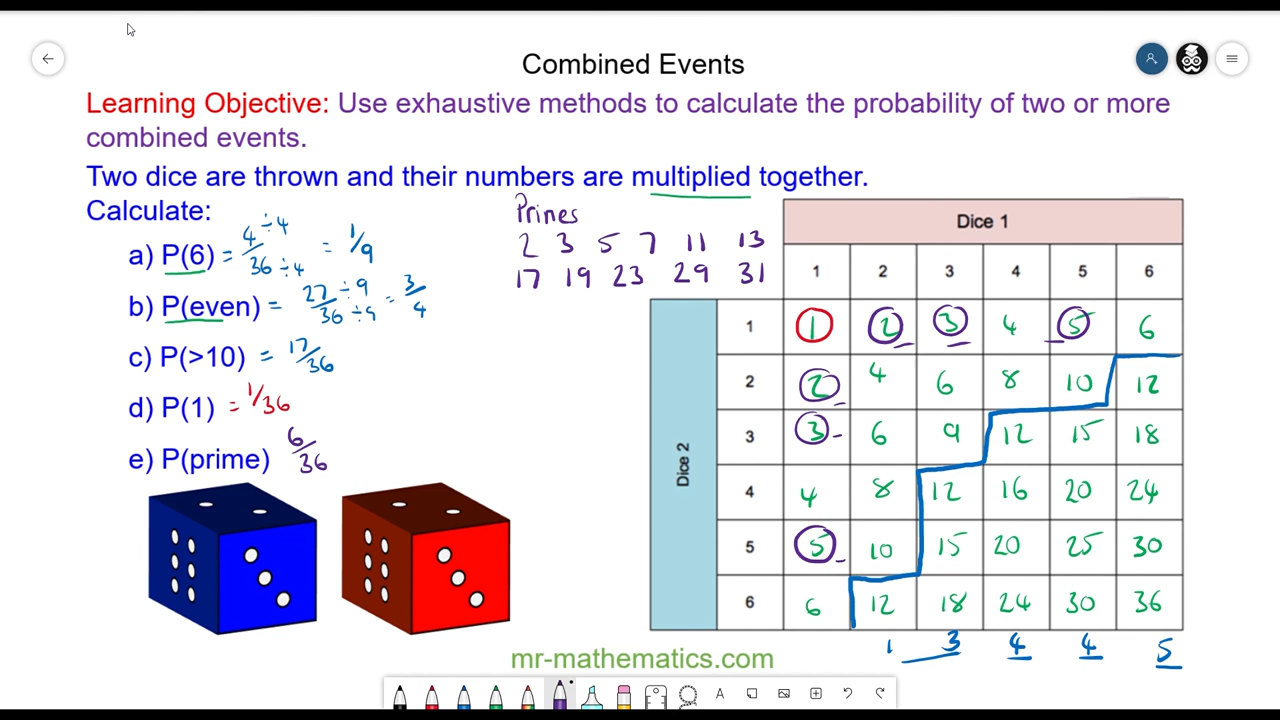 Combined Events
Learning Objective: Use exhaustive methods to calculate the probability of two or more
combined events.
Two dice are thrown and their numbers are multiplied together.
Calculate:
a) P(6) = 4/36 ÷4 ÷4 = 1/9
b) P(even) = 27/36 ÷9 ÷9 = 3/4
c) P(>10) = 17/36
d) P(1) = 1/36
e) P(prime) 6/36
Prines
2 3 5 7 11 13
17 19 23 29 31
Dice 1
1 2 3 4 5 6
Dice 2
1 1 2 3 4 5 6
2 2 4 6 8 10 12
3 3 6 9 12 15 18
4 4 8 12 16 20 24
5 5 10 15 20 25 30
6 6 12 18 24 30 36
1 3 4 4 5
mr-mathematics.com
A